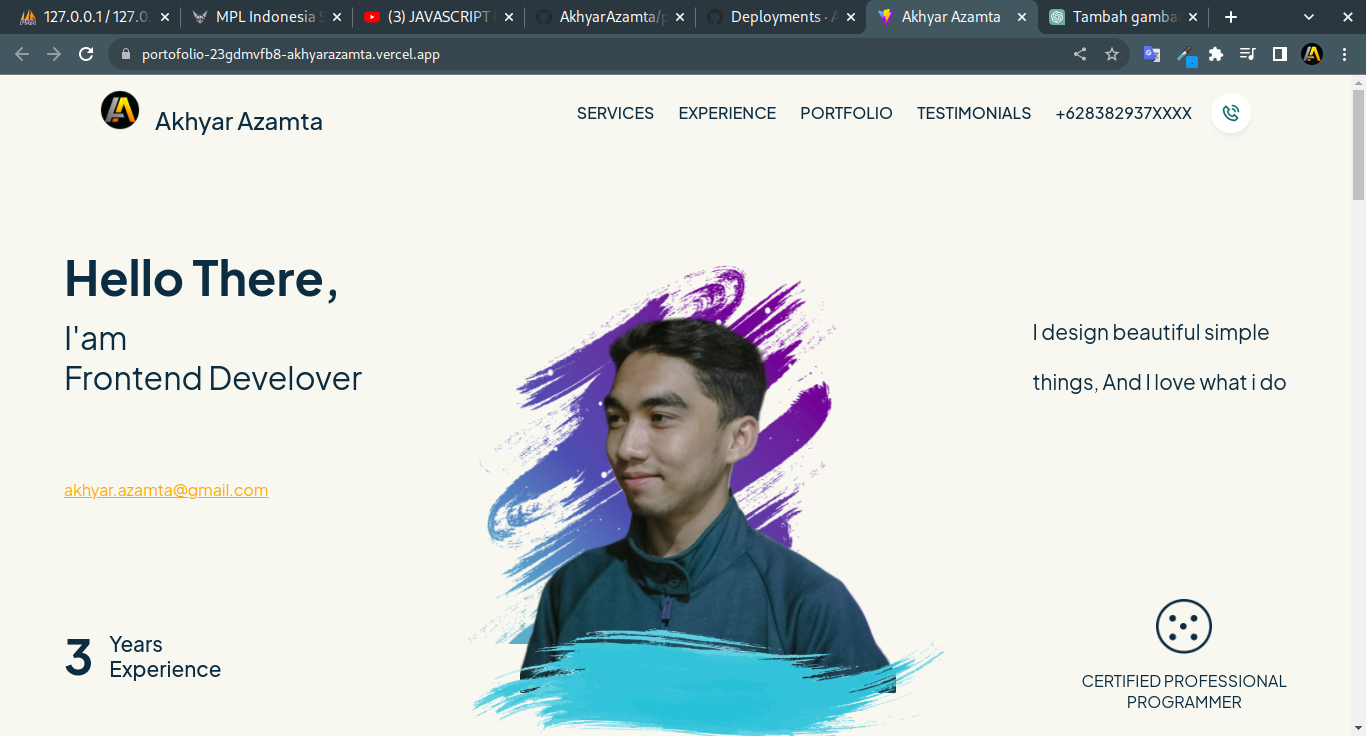 127.0.0.1 / 127.0.
MPL Indonesia
(3) JAVASCRIPT
AkhyarAzamta/p
Deployments · A
Akhyar Azamta
Tambah gamba
portofolio-23gdmvfb8-akhyarazamta.vercel.app
Akhyar Azamta
SERVICES
EXPERIENCE
PORTFOLIO
TESTIMONIALS
+628382937XXXX
Hello There,
I'am
Frontend Develover
I design beautiful simple
things, And I love what i do
akhyar.azamta@gmail.com
3
Years
Experience
CERTIFIED PROFESSIONAL
PROGRAMMER